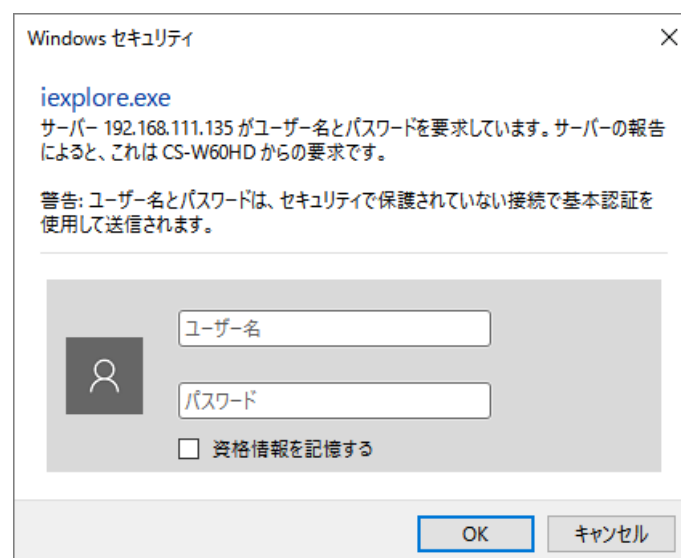 Windows セキュリティ
iexplore.exe
サーバー 192.168.111.135 がユーザー名とパスワードを要求しています。サーバーの報告
によると、これは CS-W60HD からの要求です。
警告: ユーザー名とパスワードは、セキュリティで保護されていない接続で基本認証を
使用して送信されます。
ユーザー名
パスワード
資格情報を記憶する
OK
キャンセル